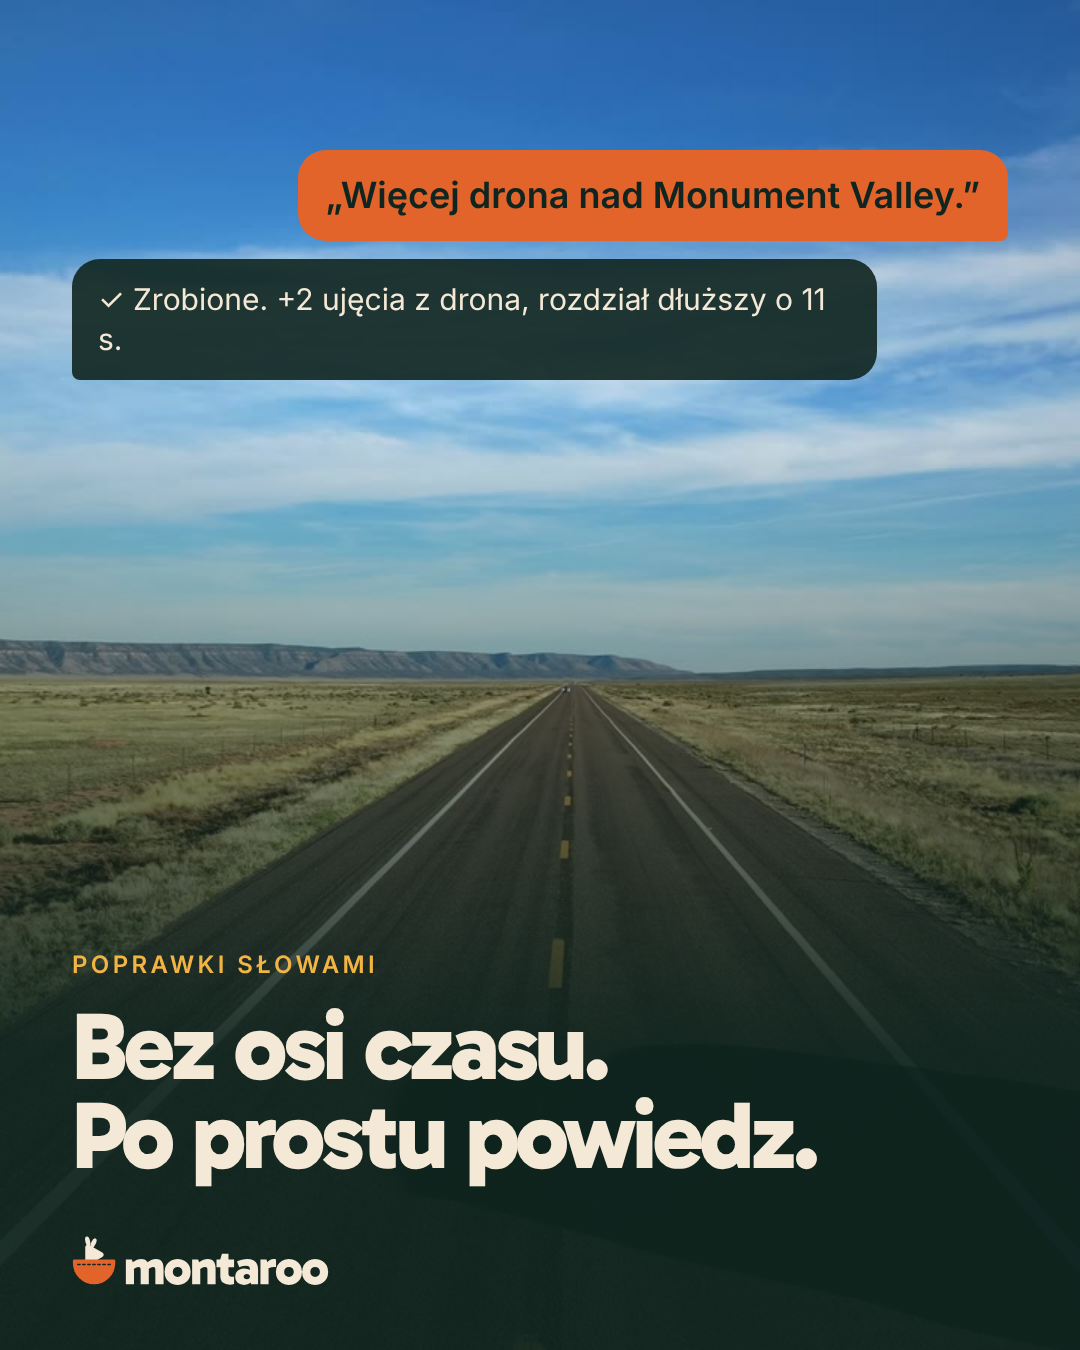 „Więcej drona nad Monument Valley.”
✓ Zrobione. +2 ujęcia z drona, rozdział dłuższy o 11
s.
POPRAWKI SŁOWAMI
Bez osi czasu.
Po prostu powiedz.
montaroo